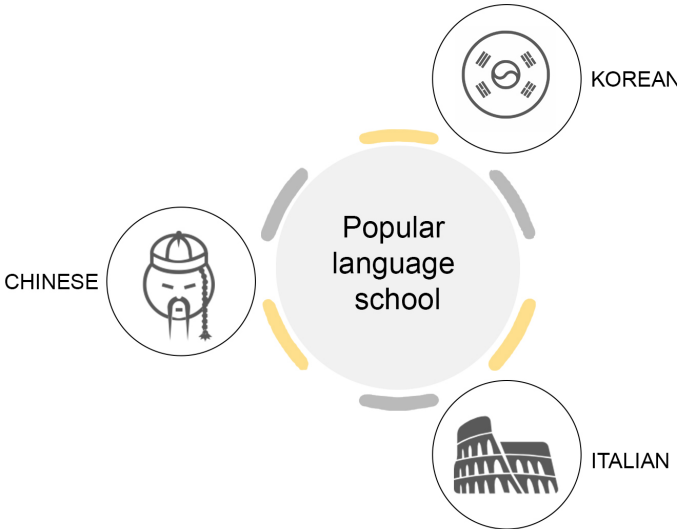 KOREAN
Popular
language
school
CHINESE
ITALIAN